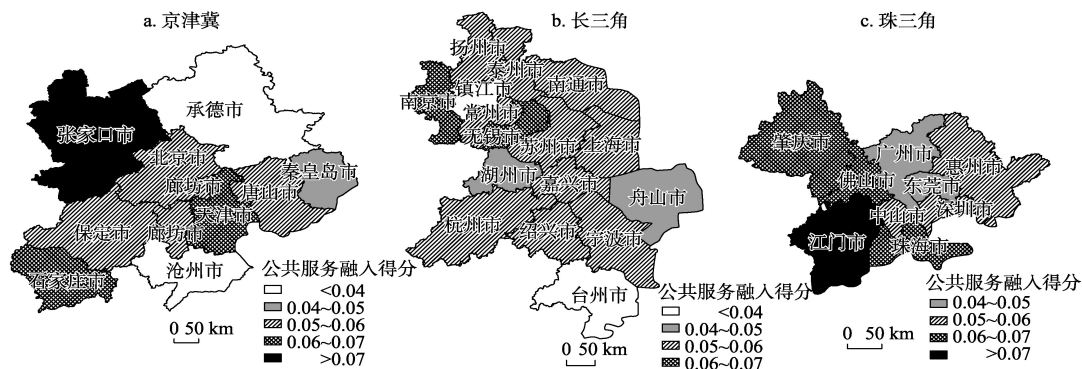 a. 京津冀
张家口市
承德市
北京市
廊坊市
唐山市
秦皇岛市
天津市
保定市
廊坊市
石家庄市
沧州市
公共服务融入得分
<0.04
0.04~0.05
0.05~0.06
0.06~0.07
>0.07
0 50 km
b. 长三角
扬州市
泰州市
南通市
镇江市
南京市
常州市
无锡市
苏州市
上海市
湖州市
嘉兴市
舟山市
杭州市
绍兴市
宁波市
台州市
公共服务融入得分
<0.04
0.04~0.05
0.05~0.06
0.06~0.07
0 50 km
c. 珠三角
肇庆市
广州市
惠州市
佛山市
东莞市
中山市
深圳市
江门市
珠海市
公共服务融入得分
0.04~0.05
0.05~0.06
0.06~0.07
>0.07
0 50 km